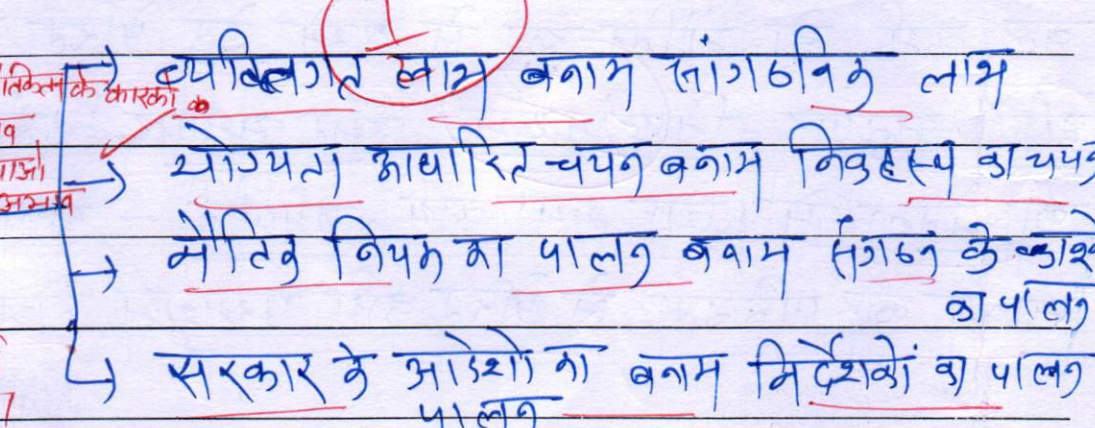 → व्यक्तिगत लाभ बनाम सांगठनिक लाभ
के कारकों के
→ योग्यता आधारित चयन बनाम का चयन
→ नैतिक नियम का पालन बनाम संगठन के
का पालन
→ सरकार के आदेशों का बनाम निर्देशकों का पालन
पालन